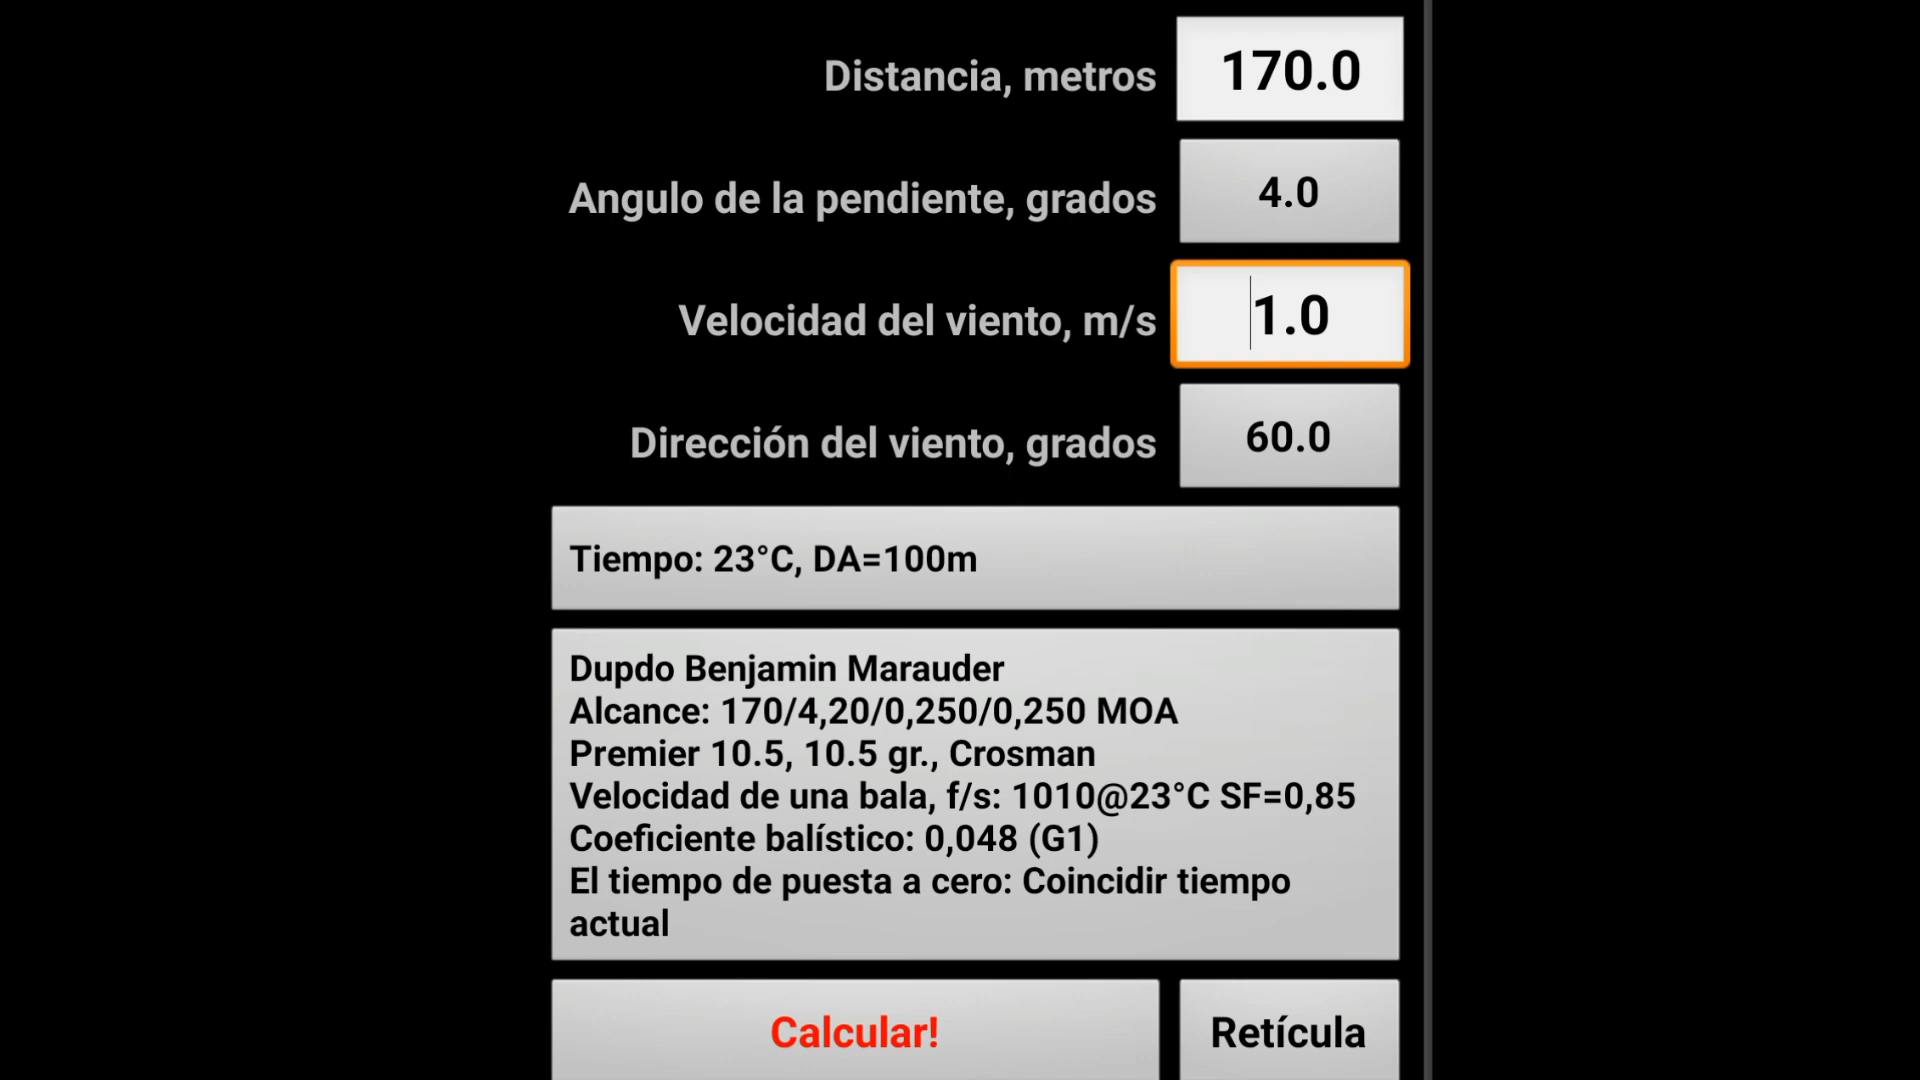 Distancia, metros 170.0
Angulo de la pendiente, grados 4.0
Velocidad del viento, m/s 1.0
Dirección del viento, grados 60.0
Tiempo: 23°C, DA=100m
Dupdo Benjamin Marauder
Alcance: 170/4,20/0,250/0,250 MOA
Premier 10.5, 10.5 gr., Crosman
Velocidad de una bala, f/s: 1010@23°C SF=0,85
Coeficiente balístico: 0,048 (G1)
El tiempo de puesta a cero: Coincidir tiempo
actual
Calcular! Retícula